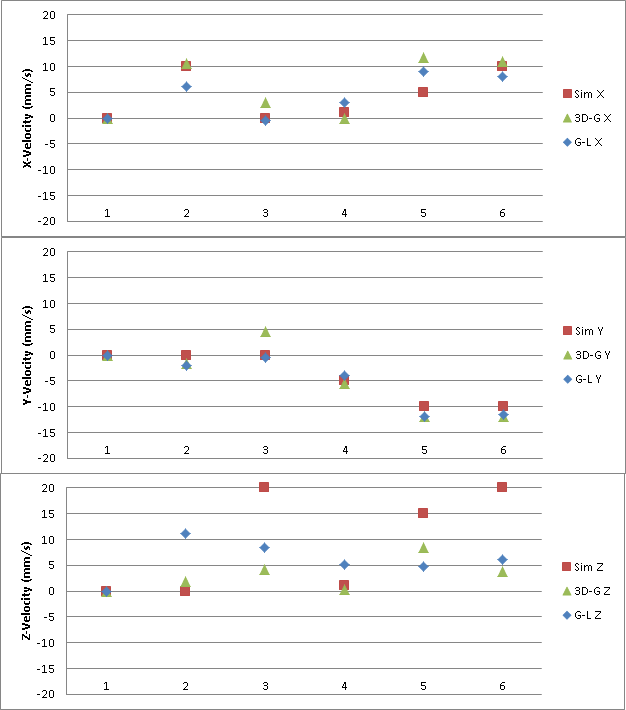 20
15
10
5
0
-5
-10
-15
-20
X-Velocity (mm/s)
1 2 3 4 5 6
Sim X
3D-G X
G-L X
20
15
10
5
0
-5
-10
-15
-20
Y-Velocity (mm/s)
1 2 3 4 5 6
Sim Y
3D-G Y
G-L Y
20
15
10
5
0
-5
-10
-15
-20
Z-Velocity (mm/s)
1 2 3 4 5 6
Sim Z
3D-G Z
G-L Z